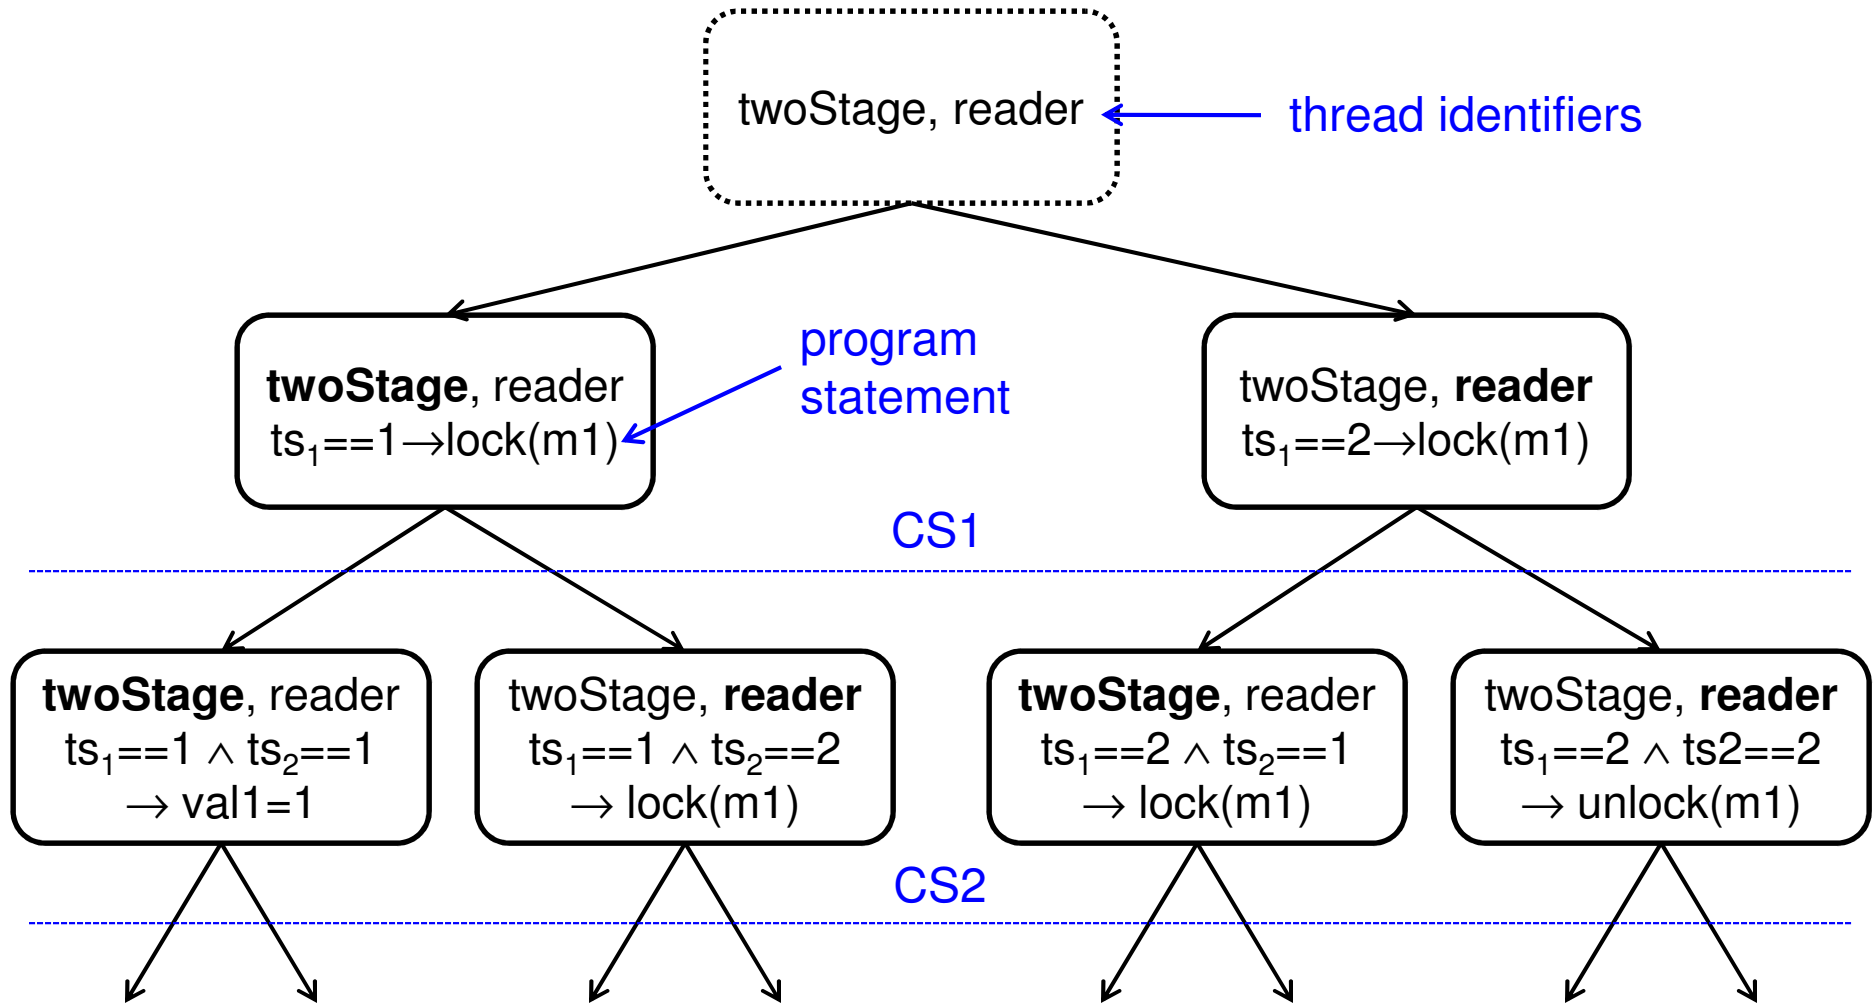 twoStage, reader
thread identifiers
twoStage, reader
ts₁==1→lock(m1)
program
statement
twoStage, reader
ts₁==2→lock(m1)
CS1
twoStage, reader
ts₁==1 ∧ ts₂==1
→ val1=1
twoStage, reader
ts₁==1 ∧ ts₂==2
→ lock(m1)
twoStage, reader
ts₁==2 ∧ ts₂==1
→ lock(m1)
twoStage, reader
ts₁==2 ∧ ts2==2
→ unlock(m1)
CS2